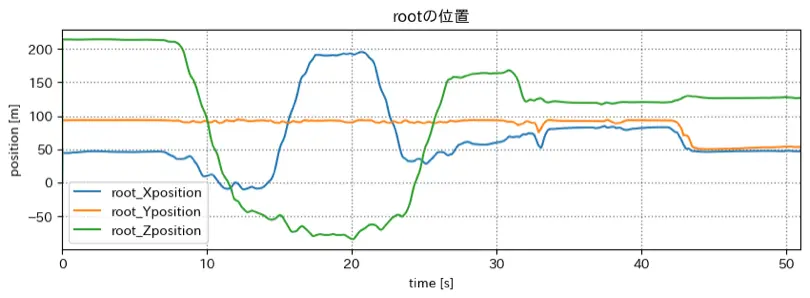 rootの位置
position [m]
200
150
100
50
0
−50
root_Xposition
root_Yposition
root_Zposition
0
10
20
30
40
50
time [s]